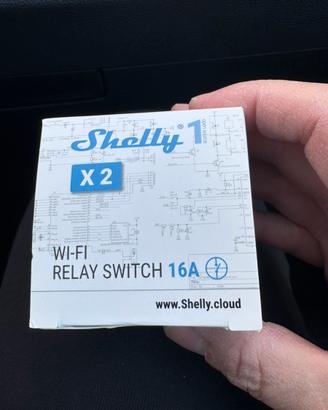 Shelly® 1
X 2
WI-FI
RELAY SWITCH 16A
www.Shelly.cloud